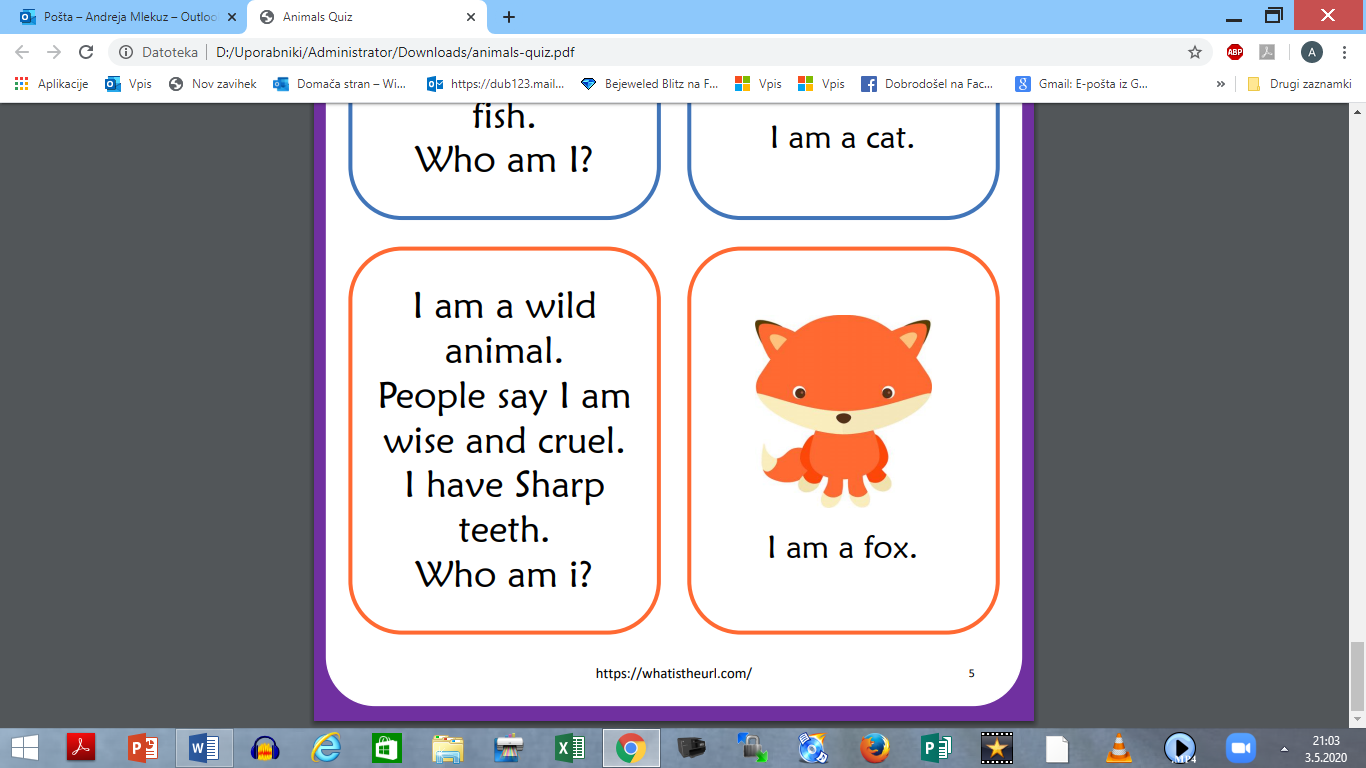 Pošta – Andreja Mlekuz – Outloo
Animals Quiz
Datoteka
D:/Uporabniki/Administrator/Downloads/animals-quiz.pdf
ABP
A
Aplikacije
Vpis
Nov zavihek
Domača stran – Wi...
https://dub123.mail...
Bejeweled Blitz na F...
Vpis
Vpis
Dobrodošel na Fac...
Gmail: E-pošta iz G...
»
Drugi zaznamki
fish.
Who am I?
I am a cat.
I am a wild
animal.
People say I am
wise and cruel.
I have Sharp
teeth.
Who am i?
I am a fox.
https://whatistheurl.com/
5
.MP4
21:03
3.5.2020